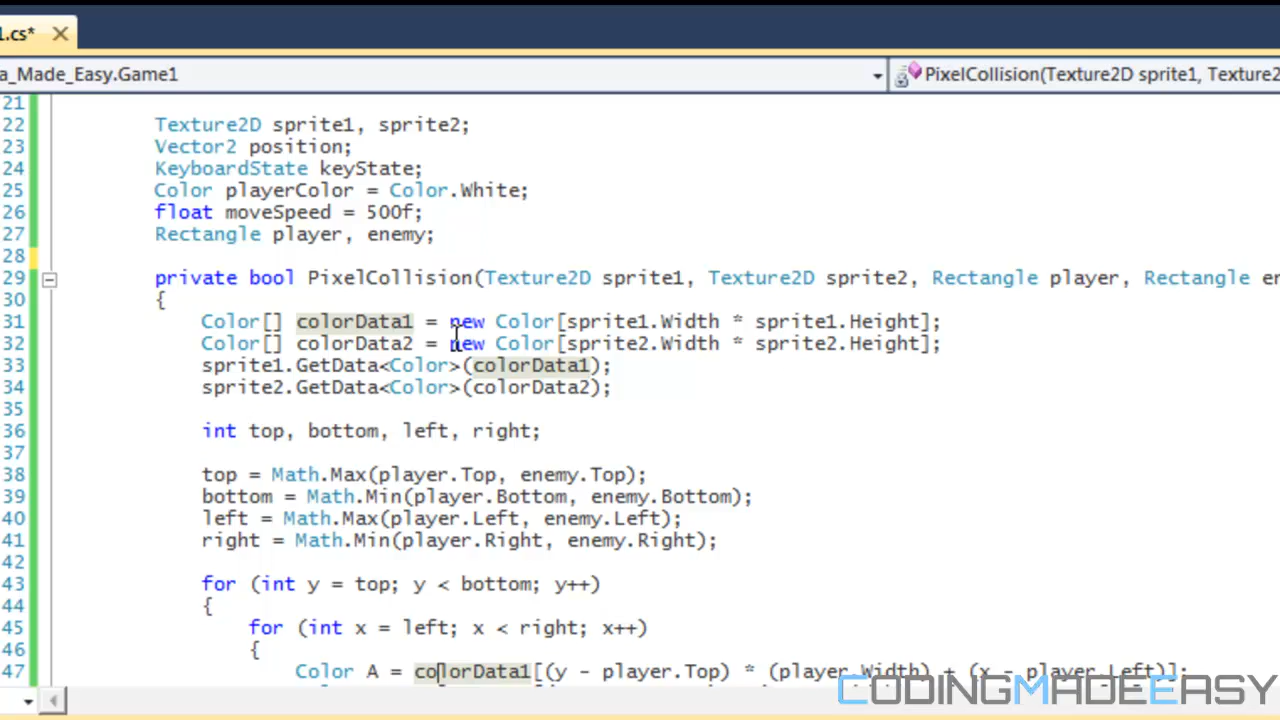 1.cs*
a_Made_Easy.Game1
PixelCollision(Texture2D sprite1, Texture2
21
22 Texture2D sprite1, sprite2;
23 Vector2 position;
24 KeyboardState keyState;
25 Color playerColor = Color.White;
26 float moveSpeed = 500f;
27 Rectangle player, enemy;
28
29 private bool PixelCollision(Texture2D sprite1, Texture2D sprite2, Rectangle player, Rectangle en
30 {
31 Color[] colorData1 = new Color[sprite1.Width * sprite1.Height];
32 Color[] colorData2 = new Color[sprite2.Width * sprite2.Height];
33 sprite1.GetData<Color>(colorData1);
34 sprite2.GetData<Color>(colorData2);
35
36 int top, bottom, left, right;
37
38 top = Math.Max(player.Top, enemy.Top);
39 bottom = Math.Min(player.Bottom, enemy.Bottom);
40 left = Math.Max(player.Left, enemy.Left);
41 right = Math.Min(player.Right, enemy.Right);
42
43 for (int y = top; y < bottom; y++)
44 {
45 for (int x = left; x < right; x++)
46 {
47 Color A = colorData1[(y - player.Top) * (player.Width) + (x - player.Left)];
CODINGMADEEASY